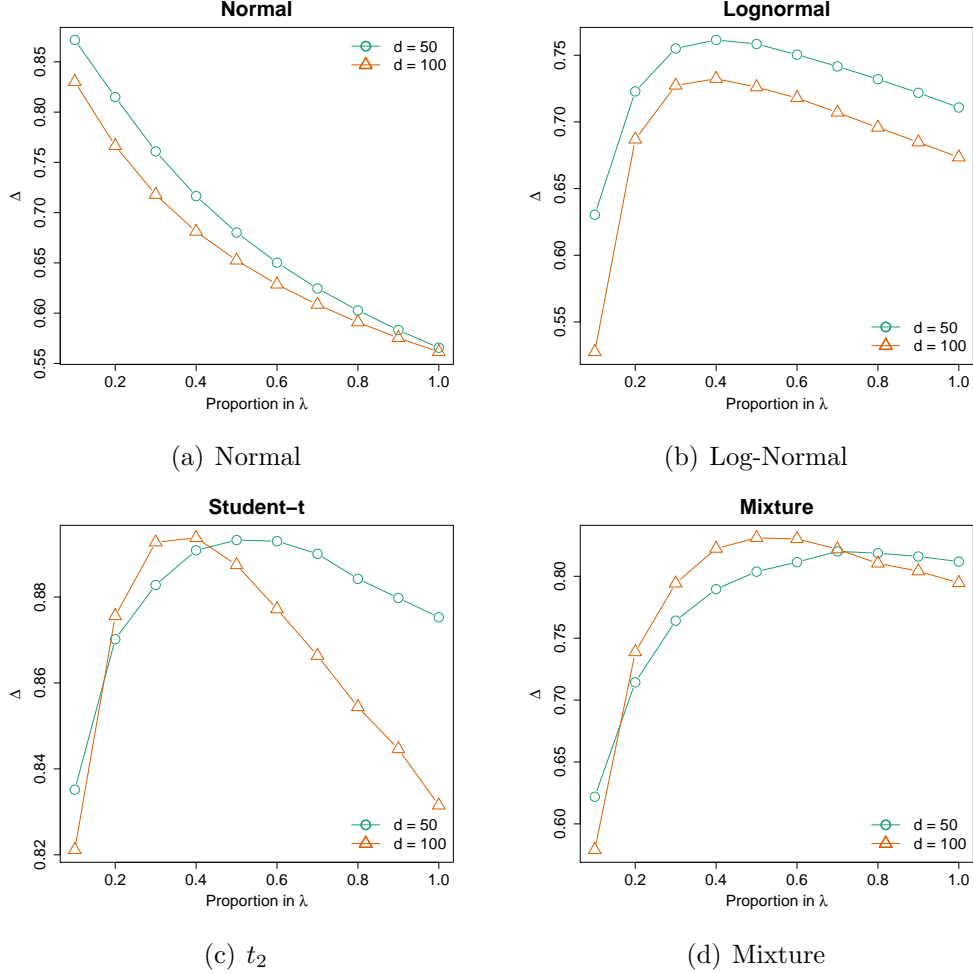 Normal
0.85
0.80
0.75
0.70
0.65
0.60
0.55
Δ
d = 50
d = 100
0.2 0.4 0.6 0.8 1.0
Proportion in λ
(a) Normal
Lognormal
0.75
0.70
0.65
0.60
0.55
Δ
d = 50
d = 100
0.2 0.4 0.6 0.8 1.0
Proportion in λ
(b) Log-Normal
Student-t
0.88
0.86
0.84
0.82
Δ
d = 50
d = 100
0.2 0.4 0.6 0.8 1.0
Proportion in λ
(c) t₂
Mixture
0.80
0.75
0.70
0.65
0.60
Δ
d = 50
d = 100
0.2 0.4 0.6 0.8 1.0
Proportion in λ
(d) Mixture